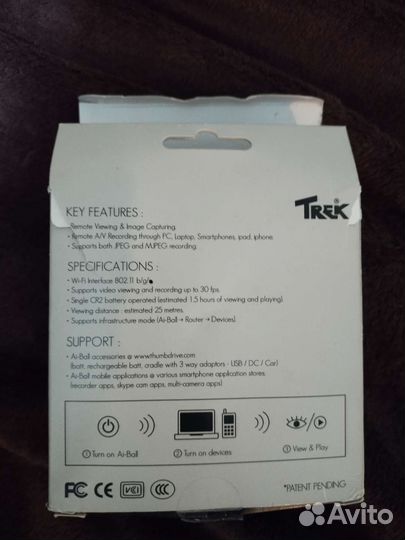 TREK®
KEY FEATURES :
• Remote Viewing & Image Capturing.
• Remote A/V Recording through PC, Laptop, Smartphones, ipad, iphone.
• Supports both JPEG and MJPEG recording.
SPECIFICATIONS :
• Wi-Fi Interface 802.11 b/g/
• Supports video viewing and recording up to 30 fps.
• Single CR2 battery operated (estimated 1.5 hours of viewing and playing).
• Viewing distance : estimated 25 metres.
• Supports infrastructure mode (Ai-Ball→ Router → Devices).
SUPPORT :
• Ai-Ball accessories @ www.thumbdrive.com
(batt, rechargeable batt, cradle with 3 way adaptors - USB / DC / Car)
• Ai-Ball mobile applications @ various smartphone application stores.
(recorder apps, skype cam apps, multi-camera apps)
① Turn on Ai-Ball
② Turn on devices
③ View & Play
FC CE VCI CCC
*PATENT PENDING
Avito